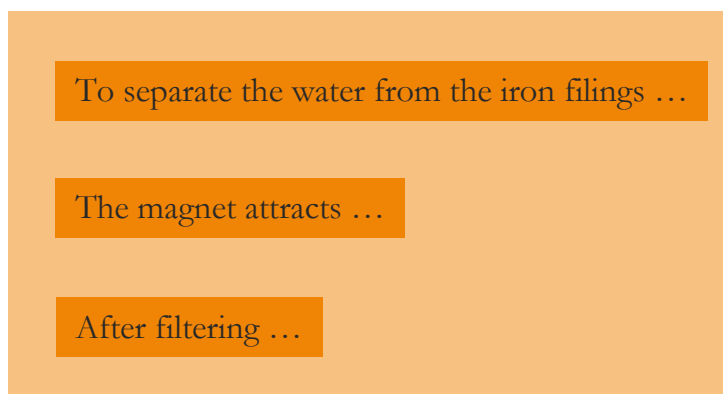 To separate the water from the iron filings …
The magnet attracts …
After filtering …